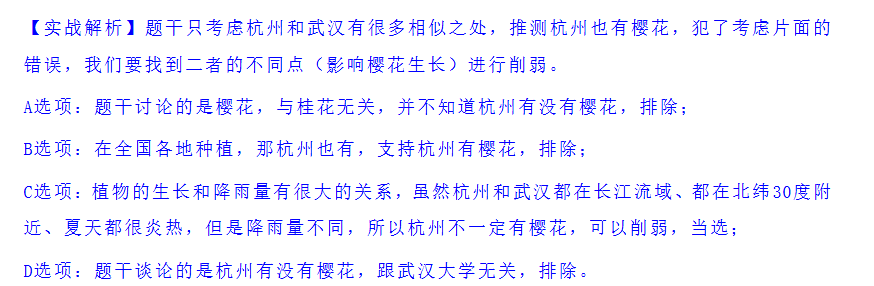 【实战解析】题干只考虑杭州和武汉有很多相似之处，推测杭州也有樱花，犯了考虑片面的
错误，我们要找到二者的不同点（影响樱花生长）进行削弱。
A选项：题干讨论的是樱花，与桂花无关，并不知道杭州有没有樱花，排除；
B选项：在全国各地种植，那杭州也有，支持杭州有樱花，排除；
C选项：植物的生长和降雨量有很大的关系，虽然杭州和武汉都在长江流域、都在北纬30度附
近、夏天都很炎热，但是降雨量不同，所以杭州不一定有樱花，可以削弱，当选；
D选项：题干谈论的是杭州有没有樱花，跟武汉大学无关，排除。